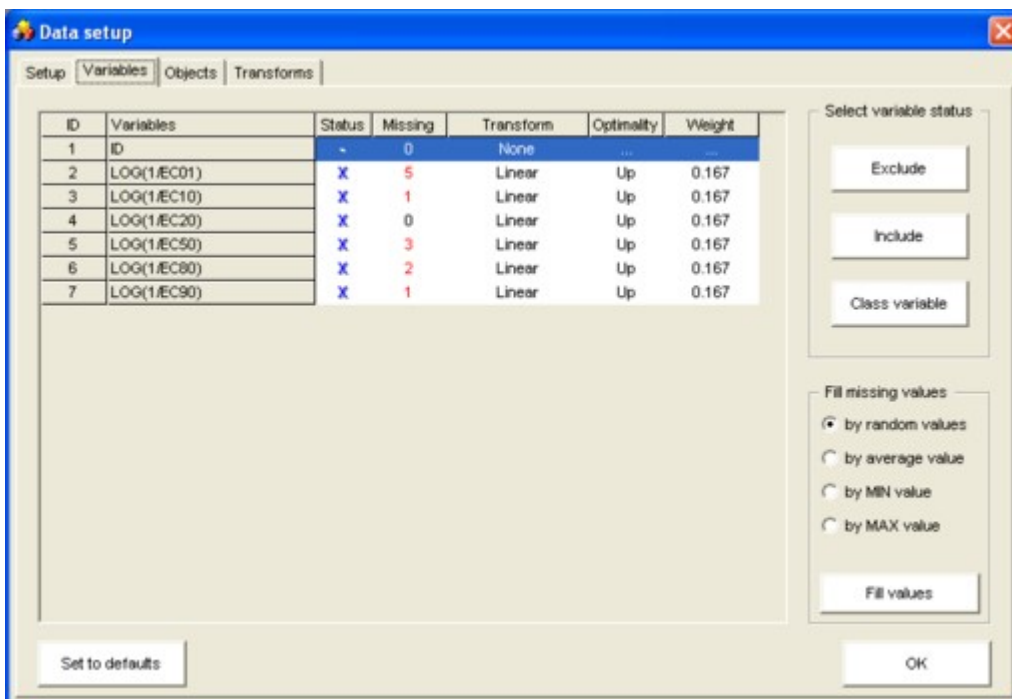 Data setup
Setup Variables Objects Transforms
ID Variables Status Missing Transform Optimality Weight
1 ID - 0 None ... ...
2 LOG(1/EC01) X 5 Linear Up 0.167
3 LOG(1/EC10) X 1 Linear Up 0.167
4 LOG(1/EC20) X 0 Linear Up 0.167
5 LOG(1/EC50) X 3 Linear Up 0.167
6 LOG(1/EC80) X 2 Linear Up 0.167
7 LOG(1/EC90) X 1 Linear Up 0.167
Select variable status
Exclude
Include
Class variable
Fill missing values
by random values
by average value
by MIN value
by MAX value
Fill values
Set to defaults
OK